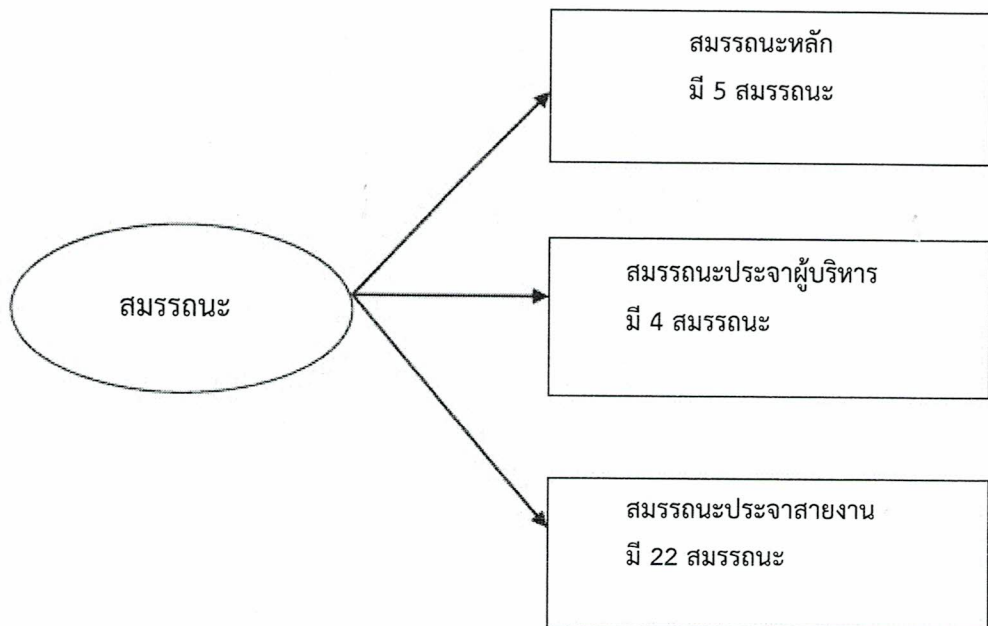 สมรรถนะหลัก
มี 5 สมรรถนะ
สมรรถนะ
สมรรถนะประจาผู้บริหาร
มี 4 สมรรถนะ
สมรรถนะประจาสายงาน
มี 22 สมรรถนะ